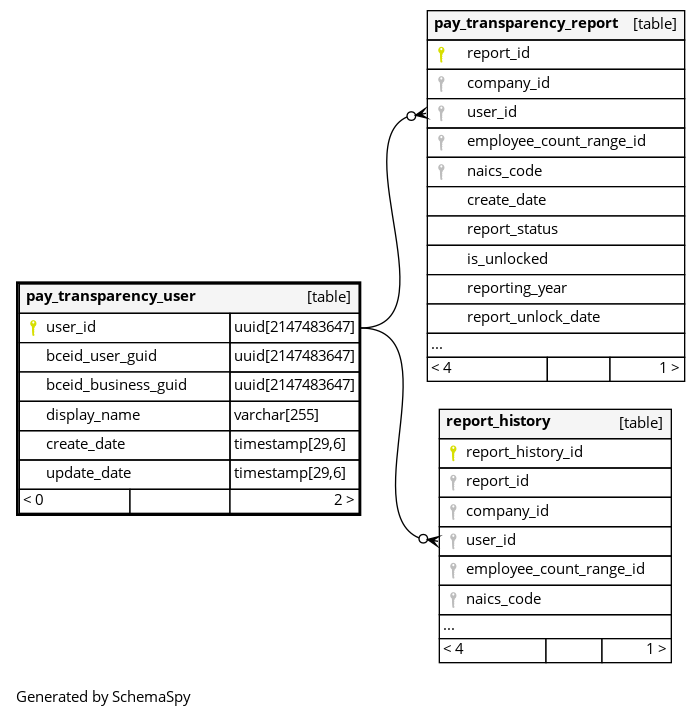 pay_transparency_report [table]
report_id
company_id
user_id
employee_count_range_id
naics_code
create_date
report_status
is_unlocked
reporting_year
report_unlock_date
...
< 4 1 >
pay_transparency_user [table]
user_id uuid[2147483647]
bceid_user_guid uuid[2147483647]
bceid_business_guid uuid[2147483647]
display_name varchar[255]
create_date timestamp[29,6]
update_date timestamp[29,6]
< 0 2 >
report_history [table]
report_history_id
report_id
company_id
user_id
employee_count_range_id
naics_code
...
< 4 1 >
Generated by SchemaSpy